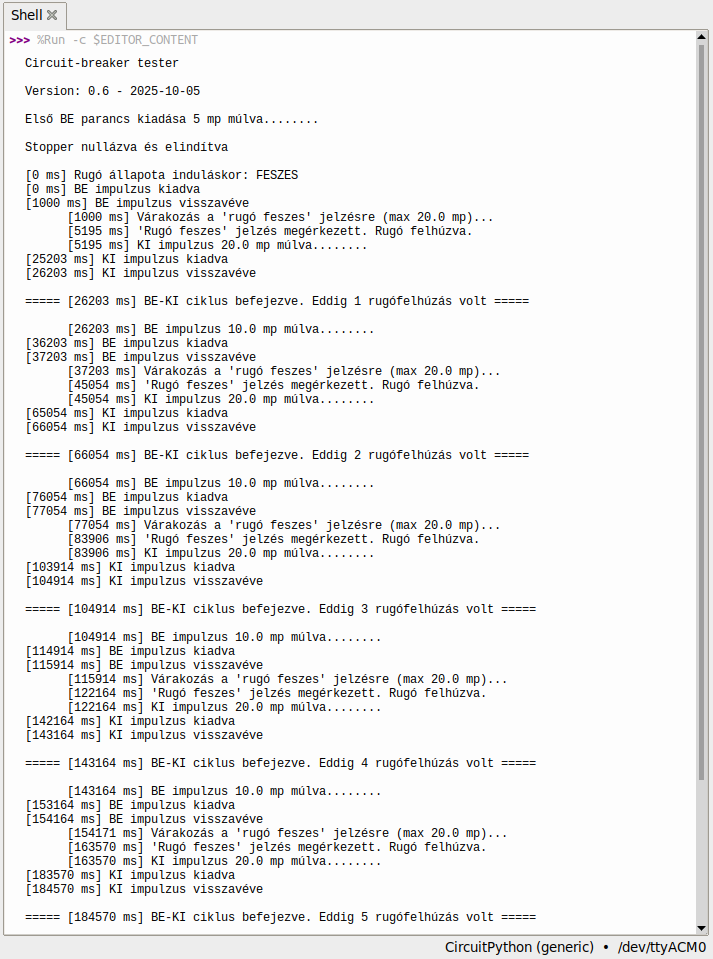 Shell
>>> %Run -c $EDITOR_CONTENT
Circuit-breaker tester
Version: 0.6 - 2025-10-05
Első BE parancs kiadása 5 mp múlva........
Stopper nullázva és elindítva
[0 ms] Rugó állapota induláskor: FESZES
[0 ms] BE impulzus kiadva
[1000 ms] BE impulzus visszavéve
[1000 ms] Várakozás a 'rugó feszes' jelzésre (max 20.0 mp)...
[5195 ms] 'Rugó feszes' jelzés megérkezett. Rugó felhúzva.
[5195 ms] KI impulzus 20.0 mp múlva........
[25203 ms] KI impulzus kiadva
[26203 ms] KI impulzus visszavéve
===== [26203 ms] BE-KI ciklus befejezve. Eddig 1 rugófelhúzás volt =====
[26203 ms] BE impulzus 10.0 mp múlva........
[36203 ms] BE impulzus kiadva
[37203 ms] BE impulzus visszavéve
[37203 ms] Várakozás a 'rugó feszes' jelzésre (max 20.0 mp)...
[45054 ms] 'Rugó feszes' jelzés megérkezett. Rugó felhúzva.
[45054 ms] KI impulzus 20.0 mp múlva........
[65054 ms] KI impulzus kiadva
[66054 ms] KI impulzus visszavéve
===== [66054 ms] BE-KI ciklus befejezve. Eddig 2 rugófelhúzás volt =====
[66054 ms] BE impulzus 10.0 mp múlva........
[76054 ms] BE impulzus kiadva
[77054 ms] BE impulzus visszavéve
[77054 ms] Várakozás a 'rugó feszes' jelzésre (max 20.0 mp)...
[83906 ms] 'Rugó feszes' jelzés megérkezett. Rugó felhúzva.
[83906 ms] KI impulzus 20.0 mp múlva........
[103914 ms] KI impulzus kiadva
[104914 ms] KI impulzus visszavéve
===== [104914 ms] BE-KI ciklus befejezve. Eddig 3 rugófelhúzás volt =====
[104914 ms] BE impulzus 10.0 mp múlva........
[114914 ms] BE impulzus kiadva
[115914 ms] BE impulzus visszavéve
[115914 ms] Várakozás a 'rugó feszes' jelzésre (max 20.0 mp)...
[122164 ms] 'Rugó feszes' jelzés megérkezett. Rugó felhúzva.
[122164 ms] KI impulzus 20.0 mp múlva........
[142164 ms] KI impulzus kiadva
[143164 ms] KI impulzus visszavéve
===== [143164 ms] BE-KI ciklus befejezve. Eddig 4 rugófelhúzás volt =====
[143164 ms] BE impulzus 10.0 mp múlva........
[153164 ms] BE impulzus kiadva
[154164 ms] BE impulzus visszavéve
[154171 ms] Várakozás a 'rugó feszes' jelzésre (max 20.0 mp)...
[163570 ms] 'Rugó feszes' jelzés megérkezett. Rugó felhúzva.
[163570 ms] KI impulzus 20.0 mp múlva........
[183570 ms] KI impulzus kiadva
[184570 ms] KI impulzus visszavéve
===== [184570 ms] BE-KI ciklus befejezve. Eddig 5 rugófelhúzás volt =====
CircuitPython (generic) • /dev/ttyACM0